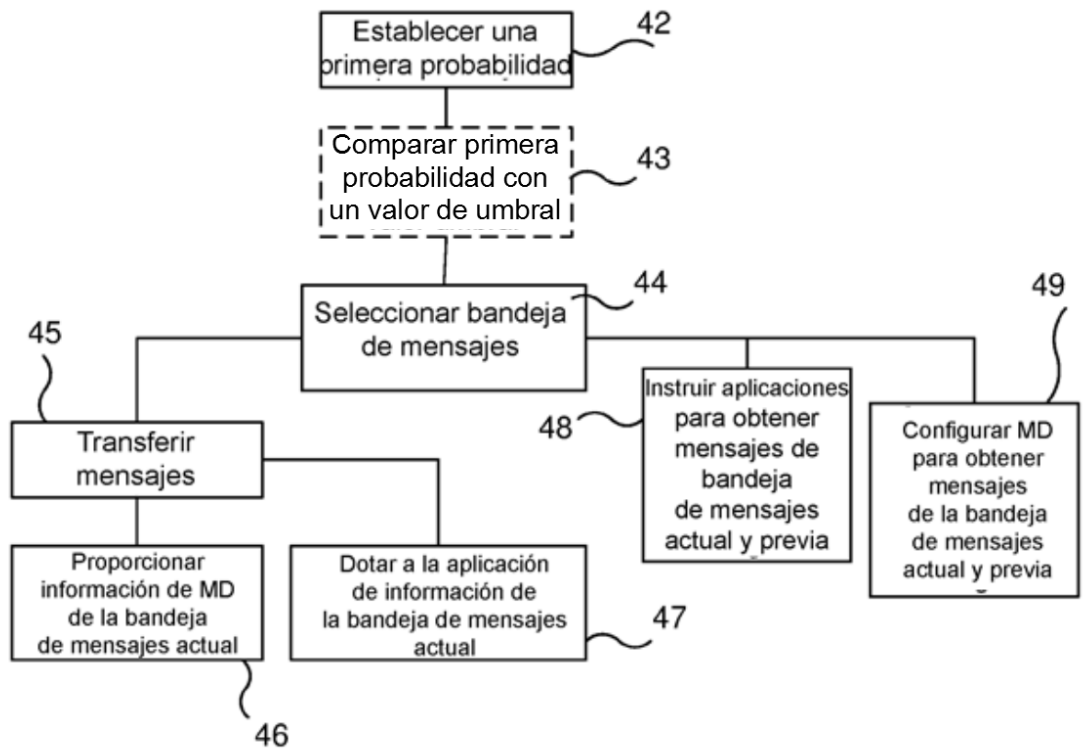 Establecer una
primera probabilidad
42
Comparar primera
probabilidad con
un valor de umbral
43
Seleccionar bandeja
de mensajes
44
45
Transferir
mensajes
Proporcionar
información de MD
de la bandeja
de mensajes actual
46
Dotar a la aplicación
de información de
la bandeja de mensajes
actual
47
48
Instruir aplicaciones
para obtener
mensajes de
bandeja
de mensajes
actual y previa
49
Configurar MD
para obtener
mensajes
de la bandeja
de mensajes
actual y previa